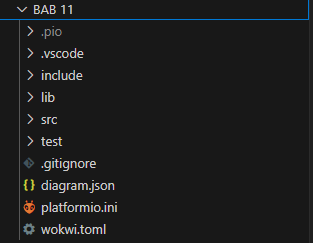 BAB 11
.pio
.vscode
include
lib
src
test
.gitignore
diagram.json
platformio.ini
wokwi.toml